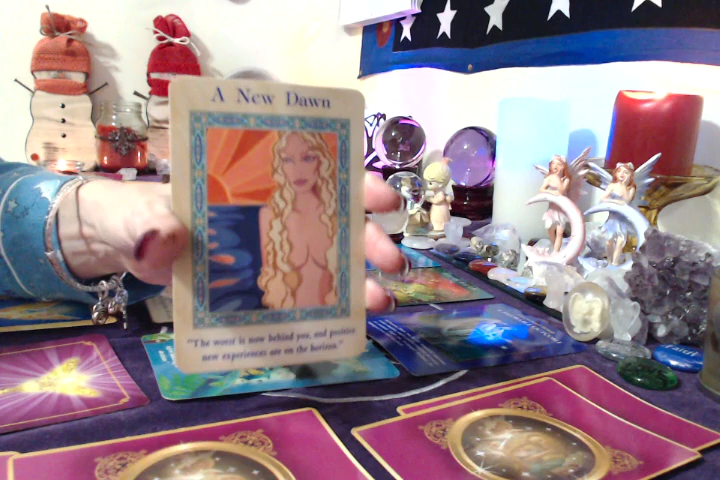 A New Dawn
"The worst is now behind you, and positive
new experiences are on the horizon."